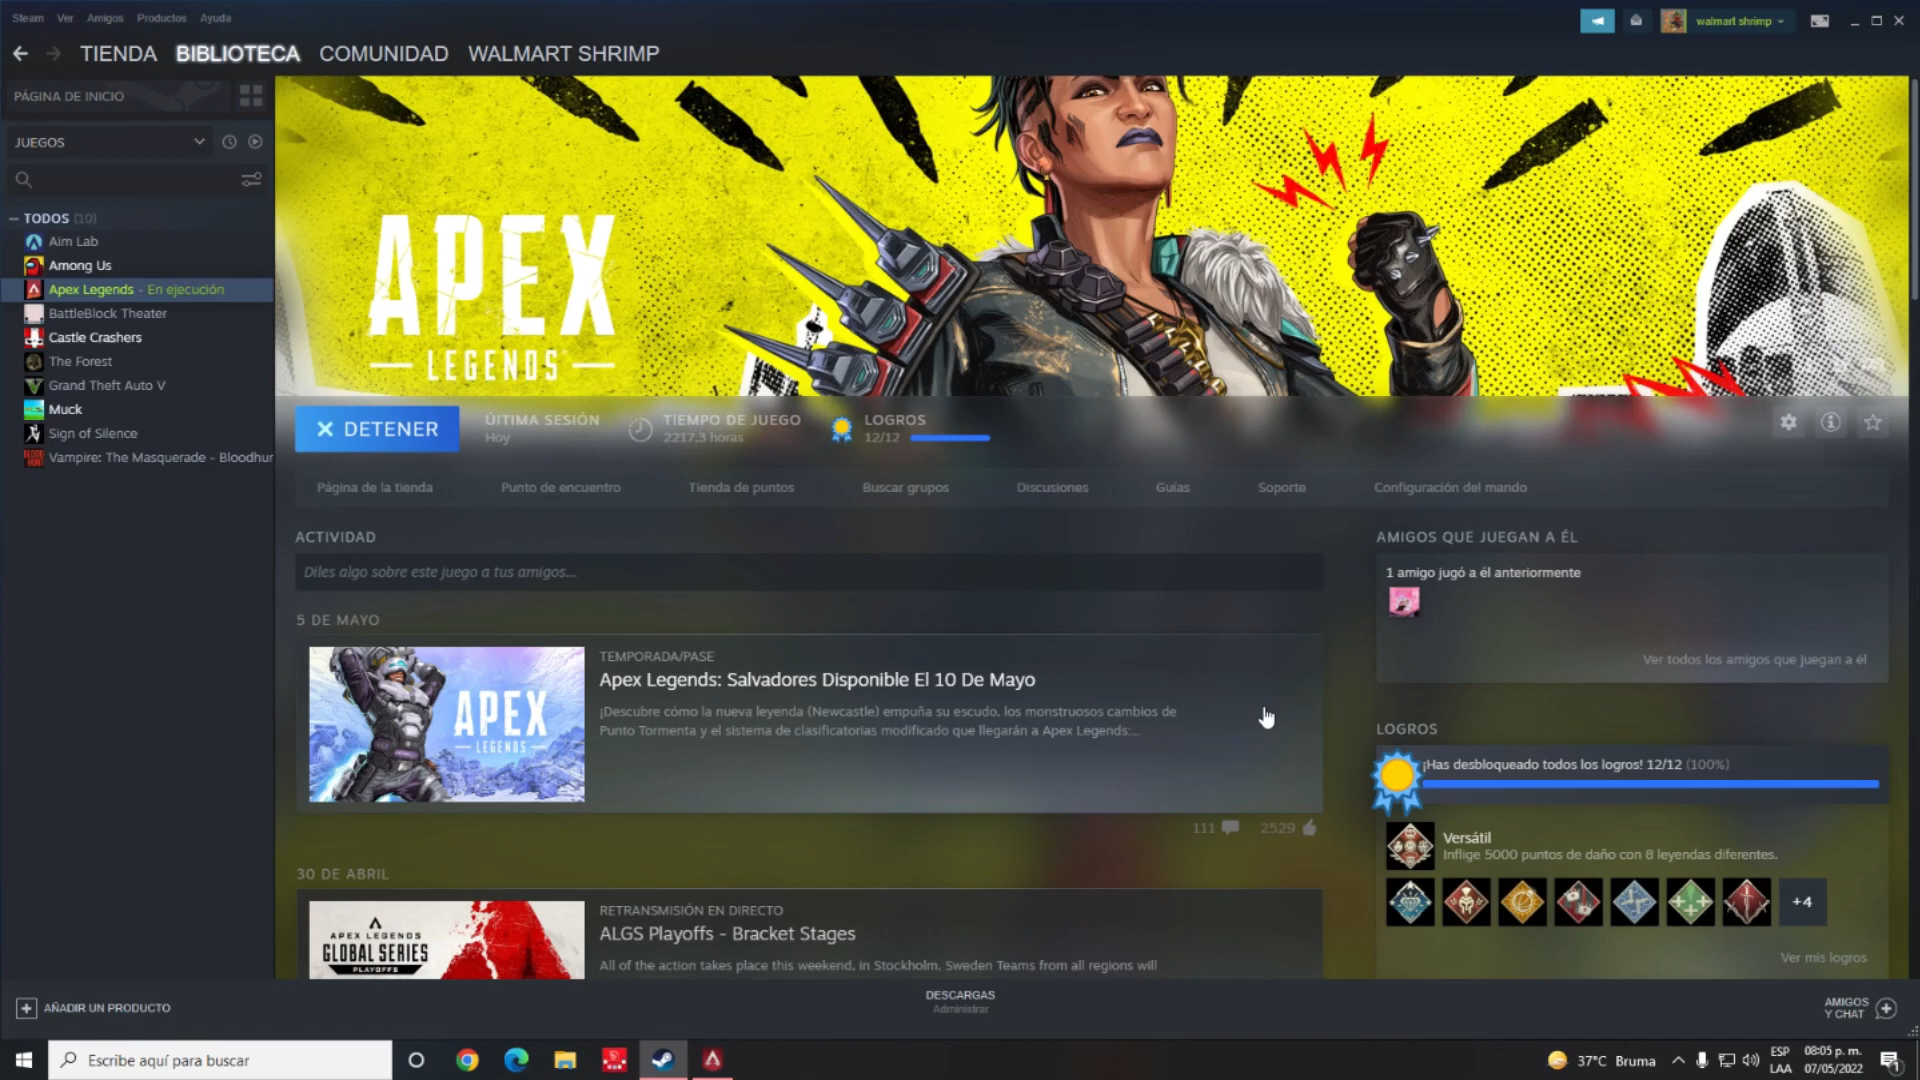 Steam Ver Amigos Productos Ayuda
walmart shrimp
TIENDA BIBLIOTECA COMUNIDAD WALMART SHRIMP
PÁGINA DE INICIO
JUEGOS
TODOS (10)
Aim Lab
Among Us
Apex Legends - En ejecución
BattleBlock Theater
Castle Crashers
The Forest
Grand Theft Auto V
Muck
Sign of Silence
Vampire: The Masquerade - Bloodhun
APEX
LEGENDS
DETENER
ÚLTIMA SESIÓN
Hoy
TIEMPO DE JUEGO
2217,3 horas
LOGROS
12/12
Página de la tienda Punto de encuentro Tienda de puntos Buscar grupos Discusiones Guías Soporte Configuración del mando
ACTIVIDAD
Diles algo sobre este juego a tus amigos...
5 DE MAYO
APEX
LEGENDS
TEMPORADA/PASE
Apex Legends: Salvadores Disponible El 10 De Mayo
¡Descubre cómo la nueva leyenda (Newcastle) empuña su escudo, los monstruosos cambios de
Punto Tormenta y el sistema de clasificatorias modificado que llegarán a Apex Legends:...
111 2529
30 DE ABRIL
APEX LEGENDS
GLOBAL SERIES
PLAYOFFS
RETRANSMISIÓN EN DIRECTO
ALGS Playoffs - Bracket Stages
All of the action takes place this weekend, in Stockholm, Sweden Teams from all regions will
AMIGOS QUE JUEGAN A ÉL
1 amigo jugó a él anteriormente
Ver todos los amigos que juegan a él
LOGROS
¡Has desbloqueado todos los logros! 12/12 (100%)
Versátil
Inflige 5000 puntos de daño con 8 leyendas diferentes.
+4
Ver mis logros
AÑADIR UN PRODUCTO
DESCARGAS
Administrar
AMIGOS
Y CHAT
Escribe aquí para buscar
37°C Bruma
ESP
LAA
08:05 p. m.
07/05/2022
1